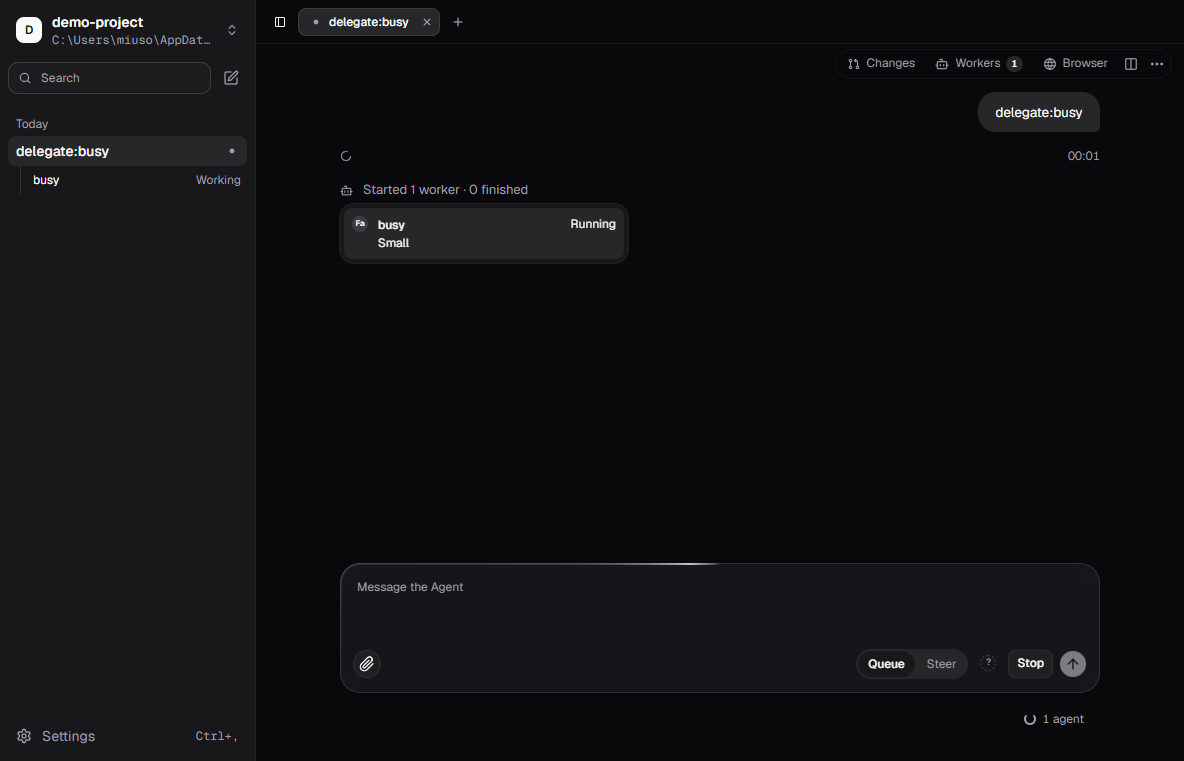 D
demo-project
C:\Users\miuso\AppDat…
Search
Today
delegate:busy
busy Working
Settings Ctrl+,
delegate:busy
Changes Workers 1 Browser
delegate:busy
00:01
Started 1 worker · 0 finished
Fa busy Running
Small
Message the Agent
Queue Steer ? Stop
1 agent